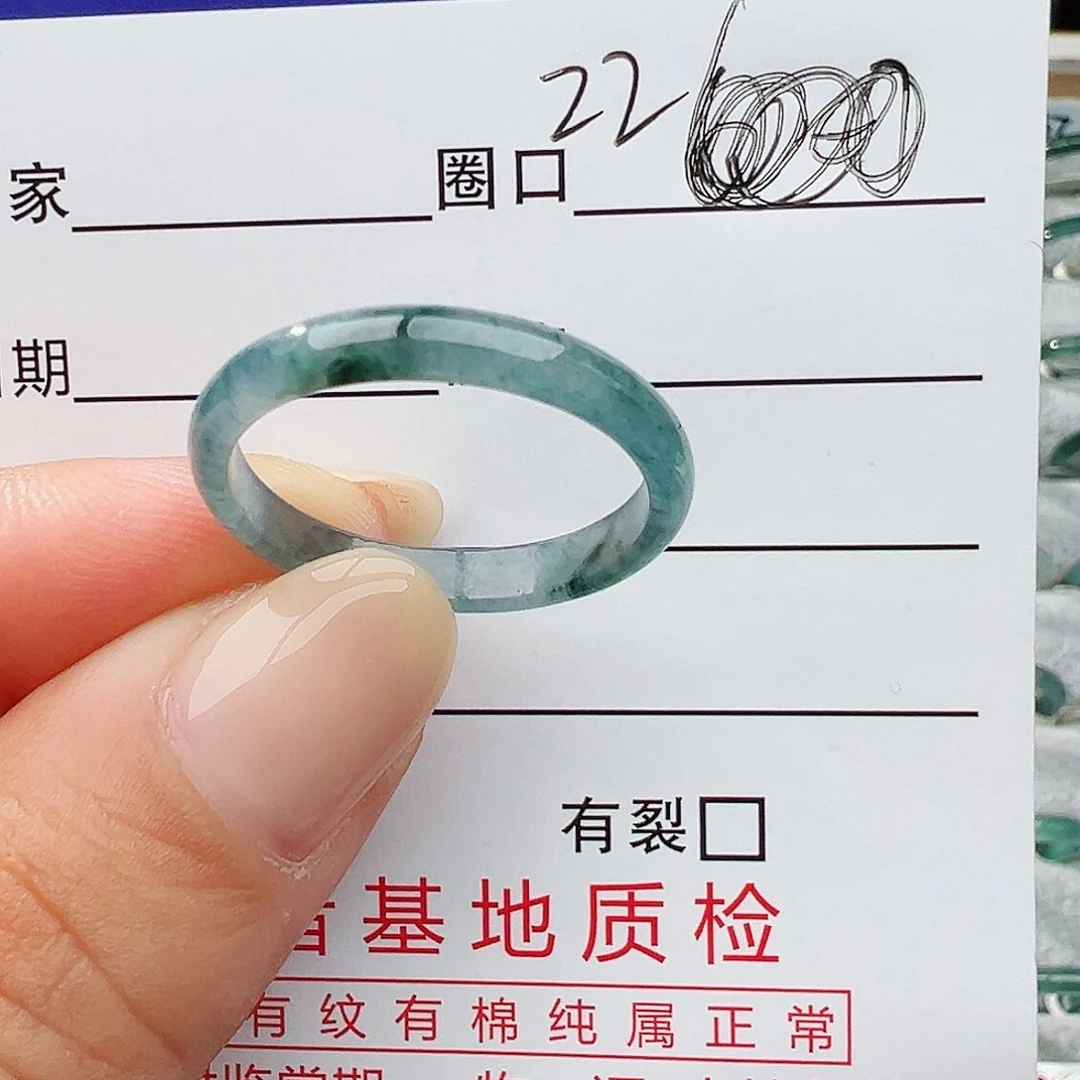 家 圈口 22
期
有裂
基地质检
有纹有棉纯属正常